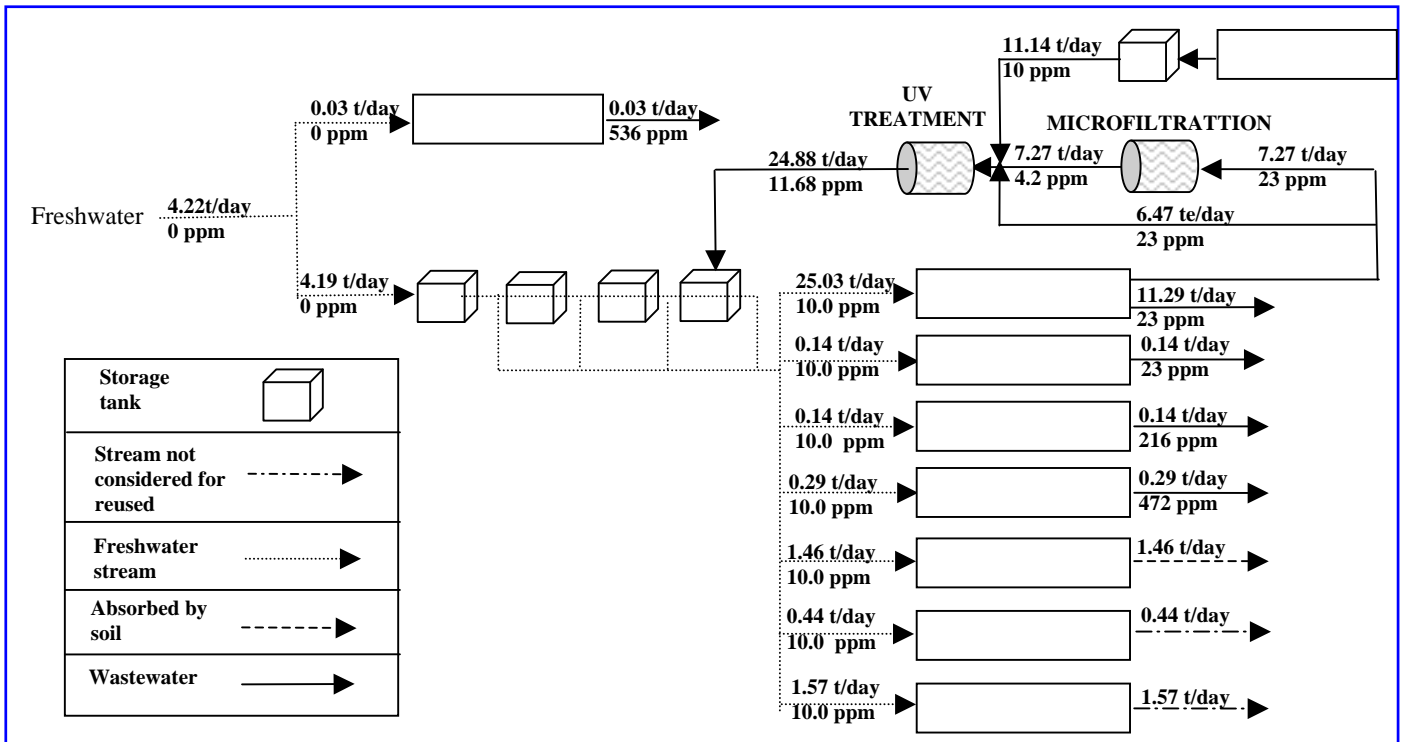 11.14 t/day
10 ppm
UV
TREATMENT
MICROFILTRATTION
0.03 t/day
0 ppm
0.03 t/day
536 ppm
24.88 t/day
11.68 ppm
7.27 t/day
4.2 ppm
7.27 t/day
23 ppm
6.47 te/day
23 ppm
Freshwater
4.22t/day
0 ppm
4.19 t/day
0 ppm
25.03 t/day
10.0 ppm
11.29 t/day
23 ppm
0.14 t/day
10.0 ppm
0.14 t/day
23 ppm
0.14 t/day
10.0 ppm
0.14 t/day
216 ppm
0.29 t/day
10.0 ppm
0.29 t/day
472 ppm
1.46 t/day
10.0 ppm
1.46 t/day
0.44 t/day
10.0 ppm
0.44 t/day
1.57 t/day
10.0 ppm
1.57 t/day
Storage
tank
Stream not
considered for
reused
Freshwater
stream
Absorbed by
soil
Wastewater